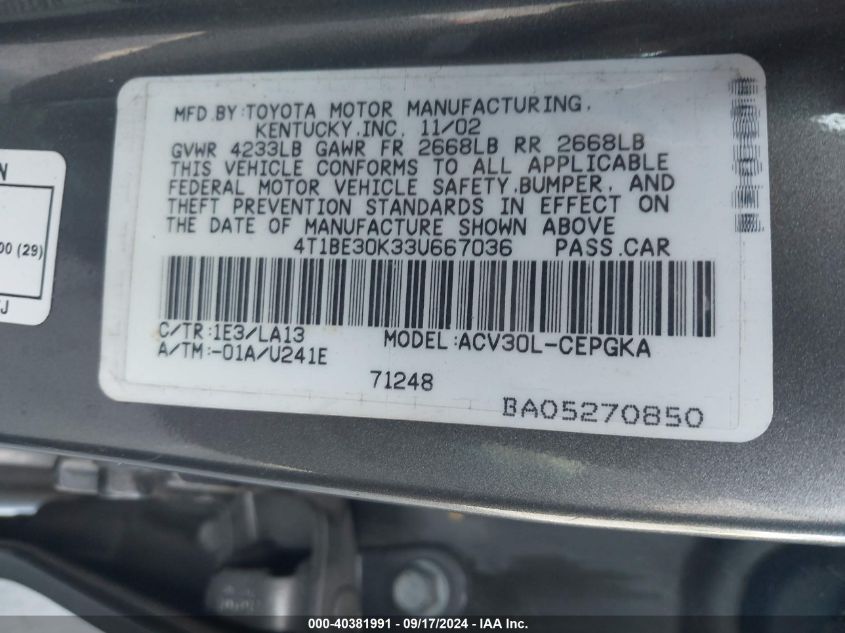 MFD.BY:TOYOTA MOTOR MANUFACTURING,
KENTUCKY,INC. 11/02
GVWR 4233LB GAWR FR 2668LB RR 2668LB
THIS VEHICLE CONFORMS TO ALL APPLICABLE
FEDERAL MOTOR VEHICLE SAFETY,BUMPER, AND
THEFT PREVENTION STANDARDS IN EFFECT ON
THE DATE OF MANUFACTURE SHOWN ABOVE
4T1BE30K33U667036 PASS.CAR
C/TR:1E3/LA13
A/TM:-01A/U241E
MODEL:ACV30L-CEPGKA
71248
BA05270850
N
00 (29)
J
000-40381991 - 09/17/2024 - Copyright IAA, Inc.